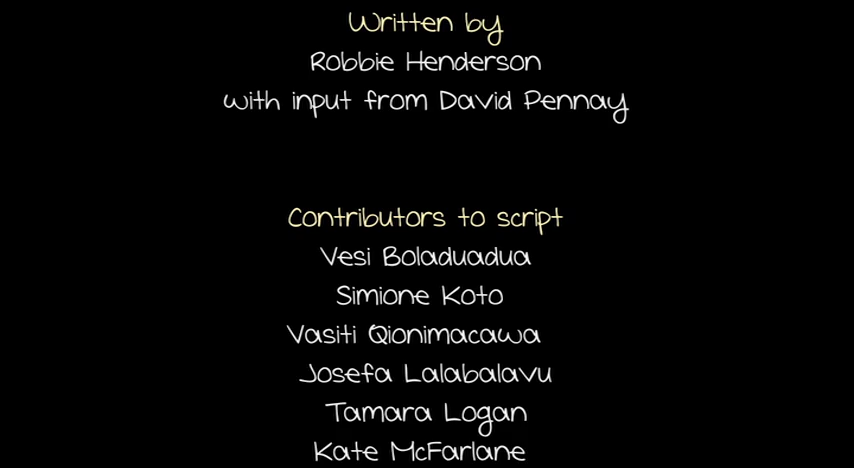 Written by
Robbie Henderson
with input from David Pennay
Contributors to script
Vesi Boladuadua
Simione Koto
Vasiti Qionimacawa
Josefa Lalabalavu
Tamara Logan
Kate McFarlane